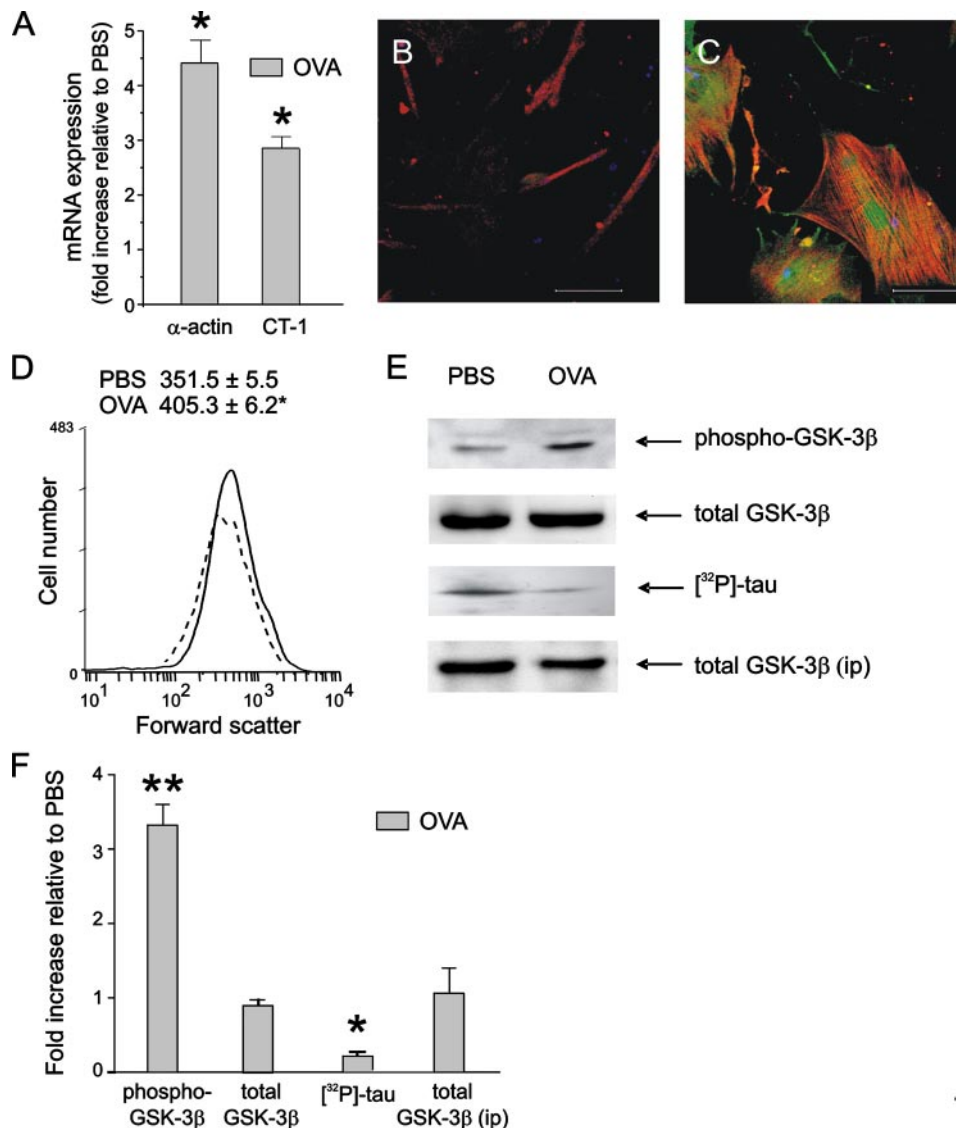 A
mRNA expression
(fold increase relative to PBS)
5
4
3
2
1
0
*
*
OVA
α-actin
CT-1
B
C
D
PBS 351.5 ± 5.5
OVA 405.3 ± 6.2*
483
0
Cell number
10¹
10²
10³
10⁴
Forward scatter
E
PBS
OVA
phospho-GSK-3β
total GSK-3β
[³²P]-tau
total GSK-3β (ip)
F
Fold increase relative to PBS
4
3
2
1
0
**
*
OVA
phospho-
GSK-3β
total
GSK-3β
[³²P]-tau
total
GSK-3β (ip)